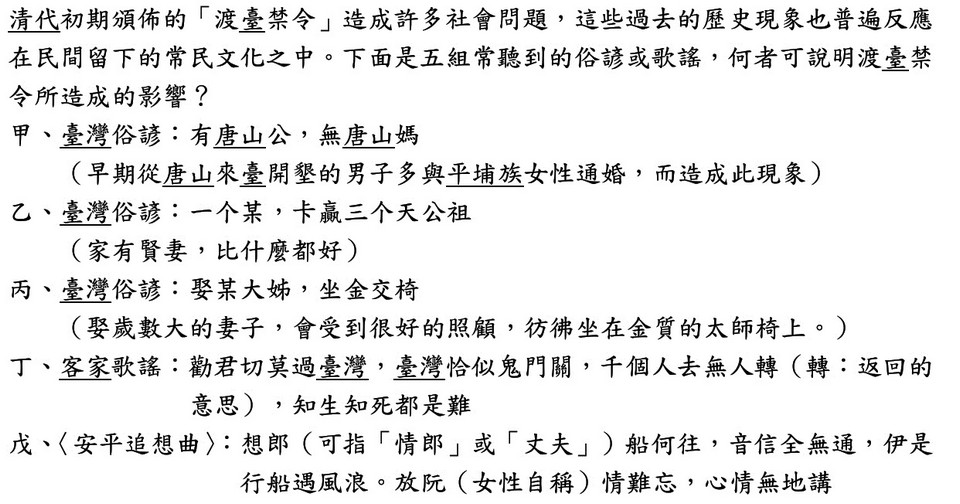 清代初期頒佈的「渡臺禁令」造成許多社會問題，這些過去的歷史現象也普遍反應
在民間留下的常民文化之中。下面是五組常聽到的俗諺或歌謠，何者可說明渡臺禁
令所造成的影響？
甲、臺灣俗諺：有唐山公，無唐山媽
（早期從唐山來臺開墾的男子多與平埔族女性通婚，而造成此現象）
乙、臺灣俗諺：一个某，卡贏三个天公祖
（家有賢妻，比什麼都好）
丙、臺灣俗諺：娶某大姊，坐金交椅
（娶歲數大的妻子，會受到很好的照顧，彷彿坐在金質的太師椅上。）
丁、客家歌謠：勸君切莫過臺灣，臺灣恰似鬼門關，千個人去無人轉（轉：返回的
意思），知生知死都是難
戊、〈安平追想曲〉：想郎（可指「情郎」或「丈夫」）船何往，音信全無通，伊是
行船遇風浪。放阮（女性自稱）情難忘，心情無地講